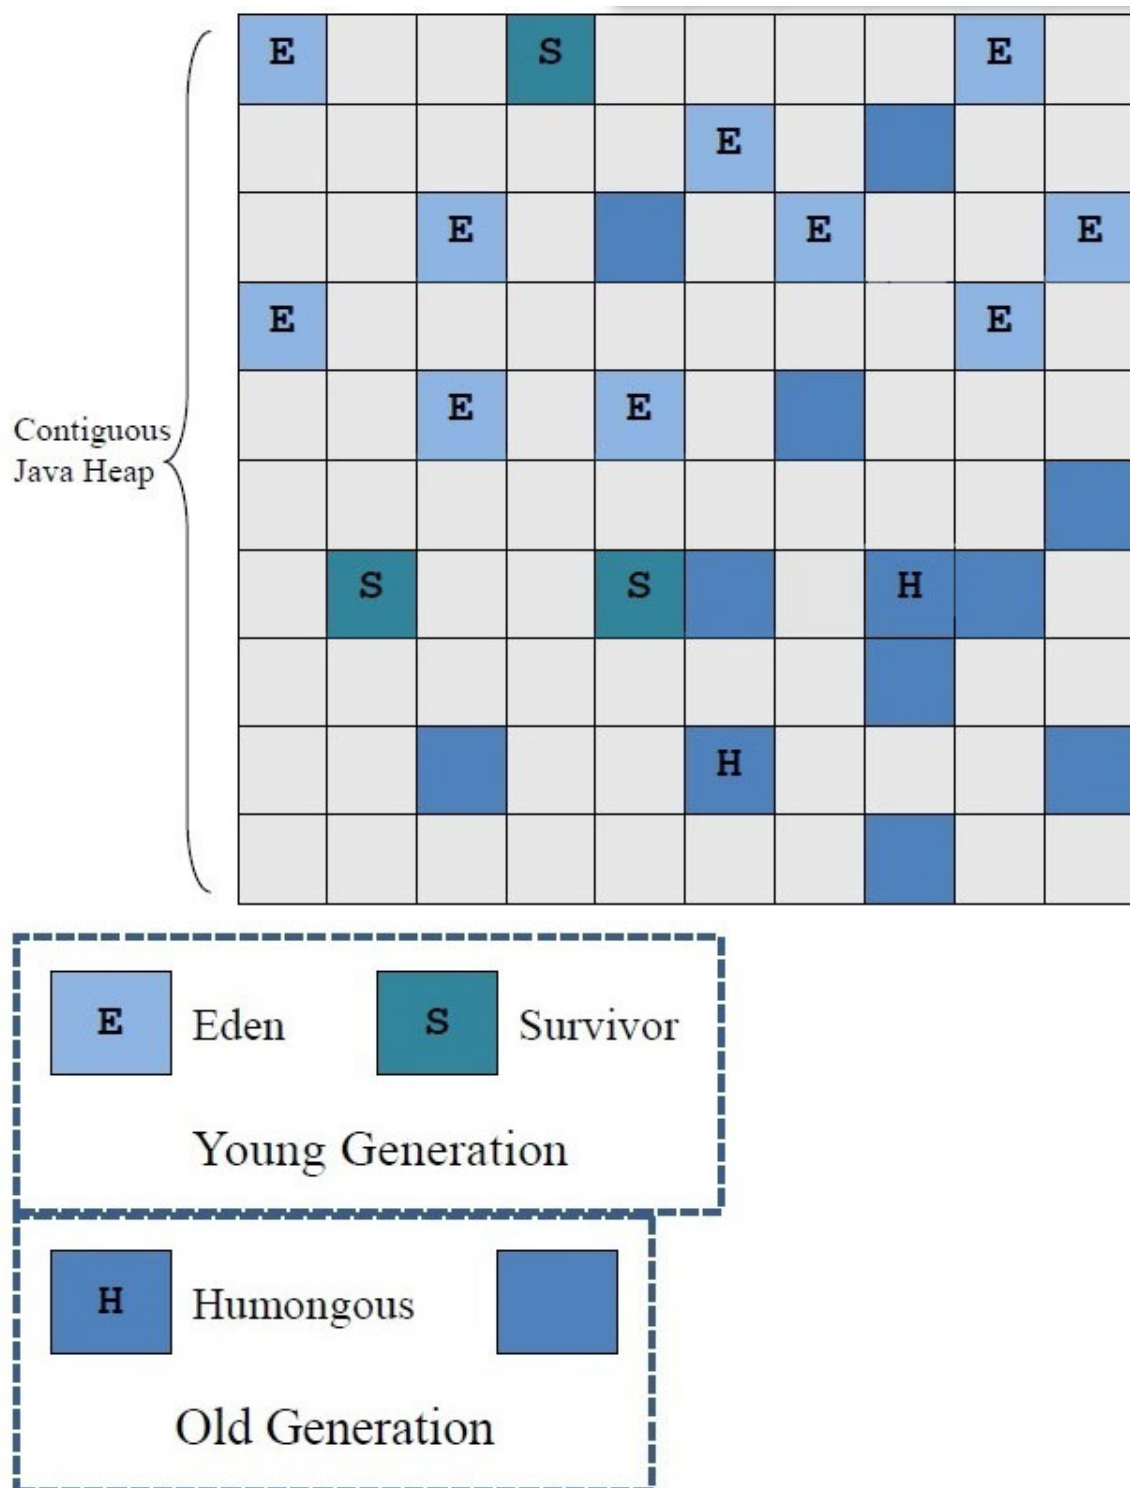 E S E
E
E E E
E E
E E
Contiguous
Java Heap
S S H
H
E Eden S Survivor
Young Generation
H Humongous
Old Generation